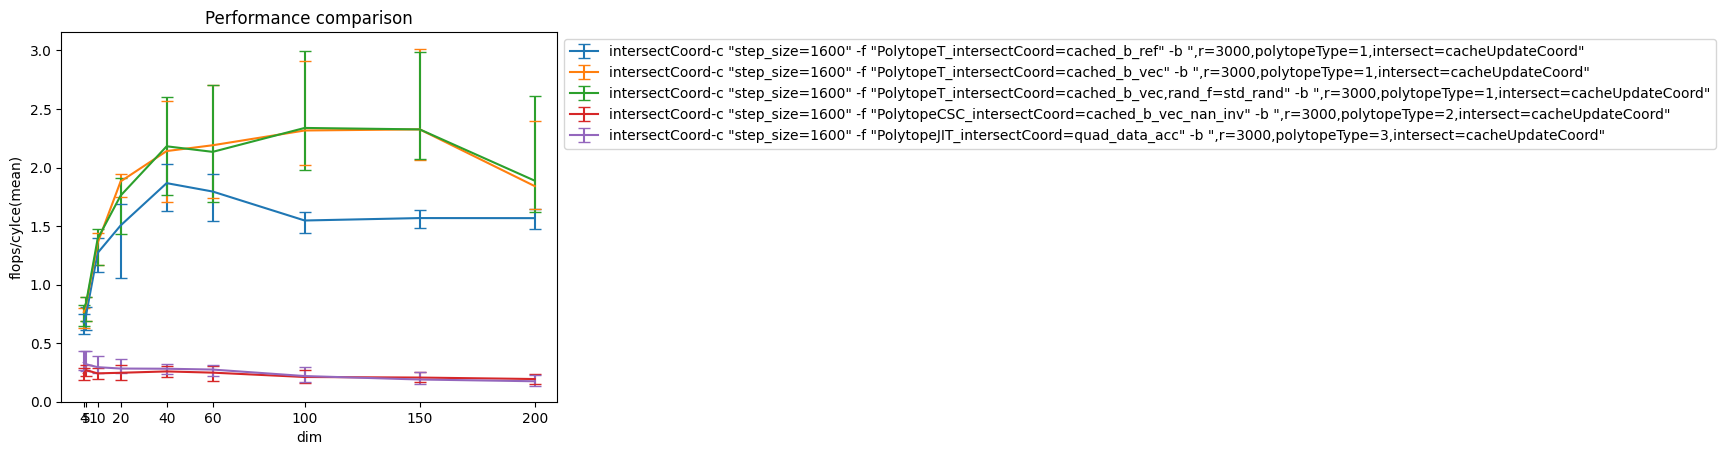 Performance comparison
3.0
2.5
2.0
1.5
1.0
0.5
0.0
flops/cylce(mean)
4 5 10 20 40 60 100 150 200
dim
intersectCoord-c "step_size=1600" -f "PolytopeT_intersectCoord=cached_b_ref" -b ",r=3000,polytopeType=1,intersect=cacheUpdateCoord"
intersectCoord-c "step_size=1600" -f "PolytopeT_intersectCoord=cached_b_vec" -b ",r=3000,polytopeType=1,intersect=cacheUpdateCoord"
intersectCoord-c "step_size=1600" -f "PolytopeT_intersectCoord=cached_b_vec,rand_f=std_rand" -b ",r=3000,polytopeType=1,intersect=cacheUpdateCoord"
intersectCoord-c "step_size=1600" -f "PolytopeCSC_intersectCoord=cached_b_vec_nan_inv" -b ",r=3000,polytopeType=2,intersect=cacheUpdateCoord"
intersectCoord-c "step_size=1600" -f "PolytopeJIT_intersectCoord=quad_data_acc" -b ",r=3000,polytopeType=3,intersect=cacheUpdateCoord"